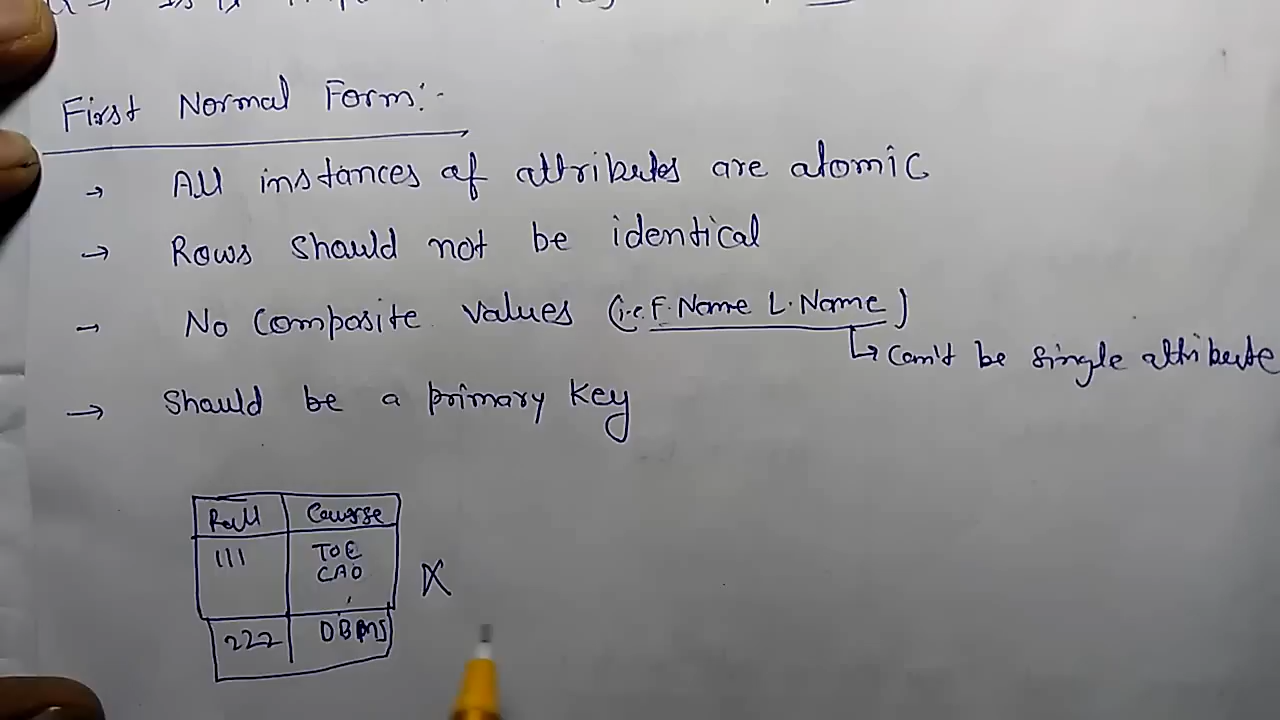 First Normal Form:-
→ All instances of attributes are atomic
→ Rows should not be identical
→ No Composite values (i.e F.Name L.Name)
↳ Can't be single attribute
→ Should be a primary key
Roll Course
111 TOC
CAO
222 DBMS
X